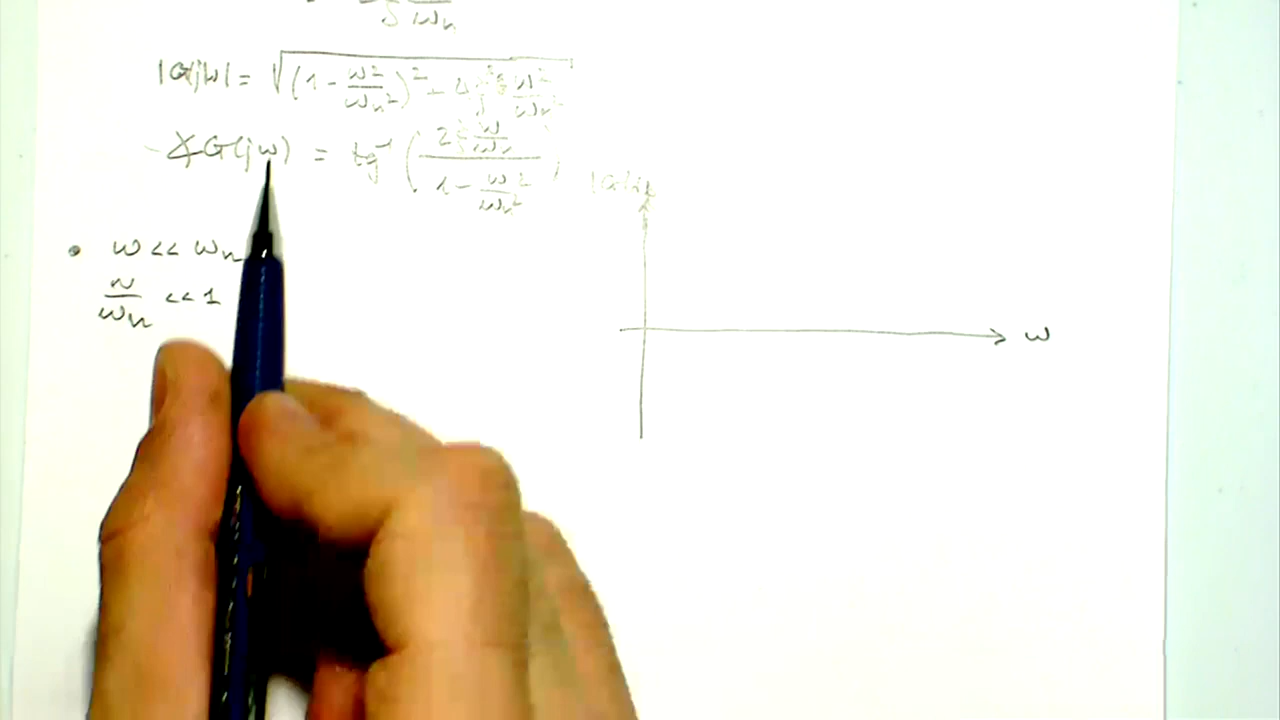 ωₙ
|G(jω)| = √((1 - ω²/ωₙ²)² + 4ξ² ω²/ωₙ²)
∡G(jω) = tg⁻¹ (2ξ ω/ωₙ / 1 - ω²/ωₙ²)
• ω << ωₙ
ω/ωₙ << 1
ω